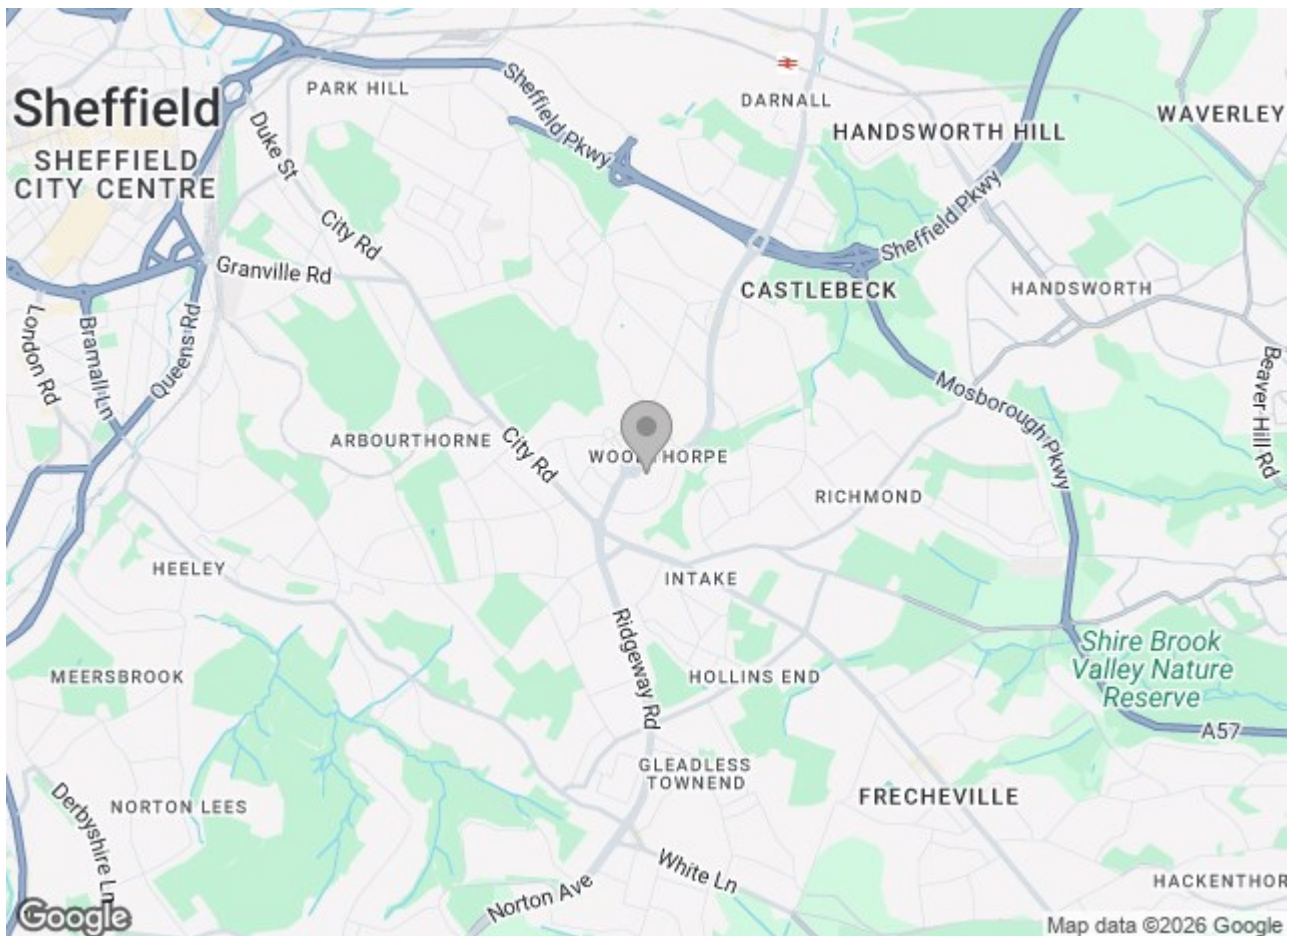 PARK HILL
Sheffield
SHEFFIELD
CITY CENTRE
Duke St
Sheffield Pkwy
DARNALL
HANDSWORTH HILL
WAVERLEY
City Rd
Sheffield Pkwy
Granville Rd
CASTLEBECK
HANDSWORTH
London Rd
Bramall Ln
Queens Rd
Mosborough Pkwy
Beaver Hill Rd
ARBOURTHORNE
City Rd
RICHMOND
HEELEY
INTAKE
Ridgeway Rd
Shire Brook
Valley Nature
Reserve
MEERSBROOK
HOLLINS END
A57
GLEADLESS
TOWNEND
Derbyshire Ln
NORTON LEES
FRECHEVILLE
White Ln
Norton Ave
HACKENTHOR
Google
Map data ©2026 Google